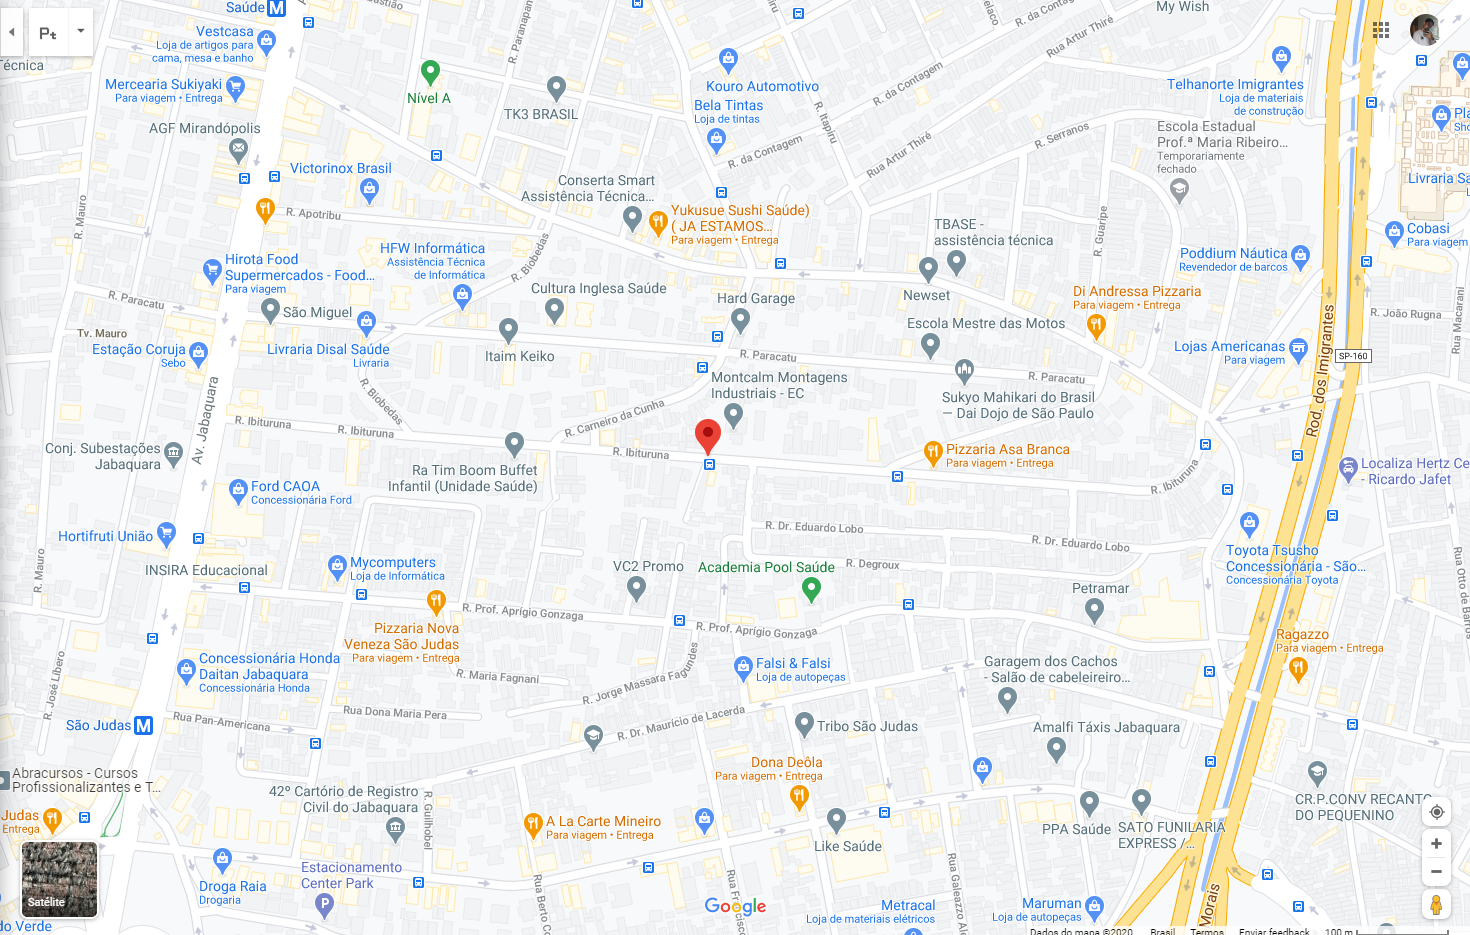 Saúde
M
My Wish
R. da Contagem
Vestcasa
Loja de artigos para
cama, mesa e banho
Pt
R. Paranapan
Rua Artur Thiré
Técnica
Mercearia Sukiyaki
Para viagem • Entrega
Nível A
TK3 BRASIL
Kouro Automotivo
Bela Tintas
Loja de tintas
R. da Contagem
R. Itapiru
Telhanorte Imigrantes
Loja de materiais
de construção
AGF Mirandópolis
R. da Contagem
Rua Artur Thiré
R. Serranos
Escola Estadual
Prof.ª Maria Ribeiro...
Temporariamente
fechado
Victorinox Brasil
Conserta Smart
Assistência Técnica...
R. Mauro
R. Apotribu
Yukusue Sushi Saúde)
( JA ESTAMOS...
Para viagem • Entrega
TBASE -
assistência técnica
R. Guaripe
Cobasi
Para viagem
HFW Informática
Assistência Técnica
de Informática
R. Biobedas
Hirota Food
Supermercados - Food...
Para viagem
Poddium Náutica
Revendedor de barcos
Cultura Inglesa Saúde
Hard Garage
Newset
Di Andressa Pizzaria
Para viagem • Entrega
R. Paracatu
São Miguel
Escola Mestre das Motos
R. João Rugna
Rua Macarani
Tv. Mauro
Estação Coruja
Sebo
Livraria Disal Saúde
Livraria
Itaim Keiko
R. Paracatu
Lojas Americanas
Para viagem
SP-160
Rod. dos Imigrantes
Montcalm Montagens
Industriais - EC
R. Paracatu
Sukyo Mahikari do Brasil
— Dai Dojo de São Paulo
Av. Jabaquara
R. Biobedas
R. Carneiro da Cunha
R. Ibituruna
R. Ibituruna
R. Ibituruna
Conj. Subestações
Jabaquara
Ra Tim Boom Buffet
Infantil (Unidade Saúde)
Pizzaria Asa Branca
Para viagem • Entrega
R. Ibituruna
Localiza Hertz Ce
- Ricardo Jafet
Ford CAOA
Concessionária Ford
Hortifruti União
R. Dr. Eduardo Lobo
R. Dr. Eduardo Lobo
Toyota Tsusho
Concessionária - São...
Concessionária Toyota
R. Mauro
INSIRA Educacional
Mycomputers
Loja de Informática
VC2 Promo
Academia Pool Saúde
R. Degroux
Petramar
Rua Otto de Barros
R. Prof. Aprígio Gonzaga
R. Prof. Aprígio Gonzaga
Pizzaria Nova
Veneza São Judas
Para viagem • Entrega
Ragazzo
Para viagem • Entrega
R. José Líbero
Concessionária Honda
Daitan Jabaquara
Concessionária Honda
R. Maria Fagnani
R. Jorge Massara Fagundes
Falsi & Falsi
Loja de autopeças
Garagem dos Cachos
- Salão de cabeleireiro...
São Judas
M
Rua Pan-Americana
Rua Dona Maria Pera
R. Dr. Mauricio de Lacerda
Tribo São Judas
Amalfi Táxis Jabaquara
Abracursos - Cursos
Profissionalizantes e T...
Dona Deôla
Para viagem • Entrega
42º Cartório de Registro
Civil do Jabaquara
R. Guilhobel
CR.P.CONV RECANTO
DO PEQUENINO
Judas
Entrega
A La Carte Mineiro
Para viagem • Entrega
Like Saúde
PPA Saúde
SATO FUNILARIA
EXPRESS /...
Satélite
Droga Raia
Drogaria
Estacionamento
Center Park
P
Rua Berto Co
Google
Metracal
Loja de materiais elétricos
Maruman
Loja de autopeças
Morais
do Verde
Dados do mapa ©2020
Brasil
Termos
Enviar feedback
100 m